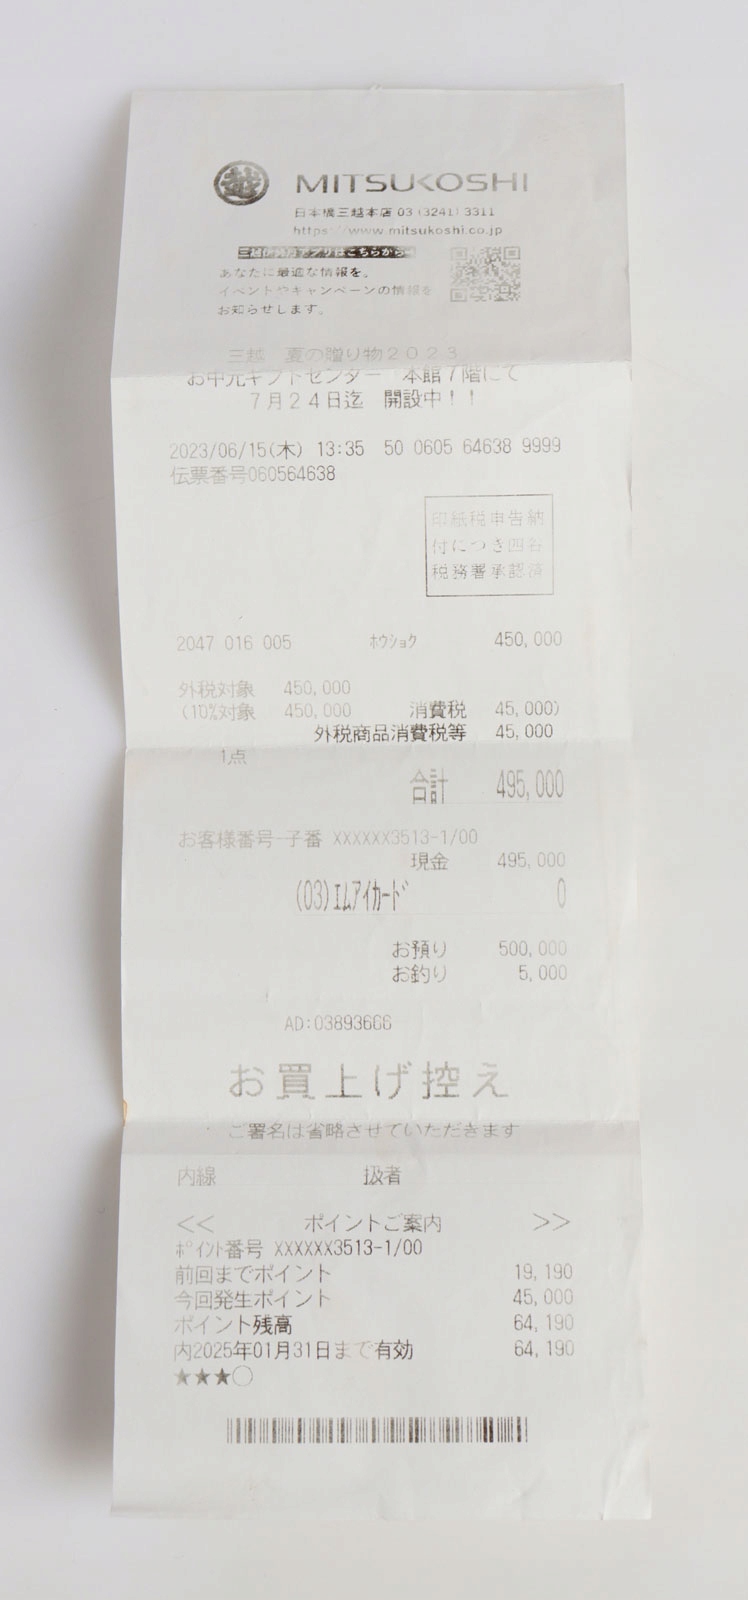 越 MITSUKOSHI
日本橋三越本店 03 (3241) 3311
https://www.mitsukoshi.co.jp
はこちらから
あなたに最適な情報を。
イベントやキャンペーンの情報を
お知らせします。
三越 夏の贈り物2023
お中元ギフトセンター 本館7階にて
7月24日迄 開設中!!
2023/06/15(木) 13:35 50 0605 64638 9999
伝票番号060564638
印紙税申告納
付につき四谷
税務署承認済
2047 016 005 ホウショク 450,000
外税対象 450,000
(10%対象 450,000 消費税 45,000)
外税商品消費税等 45,000
1点
合計 495,000
お客様番号-子番 XXXXXX3513-1/00
現金 495,000
(03)エムアイカード 0
お預り 500,000
お釣り 5,000
AD:03893666
お買上げ控え
ご署名は省略させていただきます
内線 扱者
<< ポイントご案内 >>
ポイント番号 XXXXXX3513-1/00
前回までポイント 19,190
今回発生ポイント 45,000
ポイント残高 64,190
内2025年01月31日まで有効 64,190
★★★○